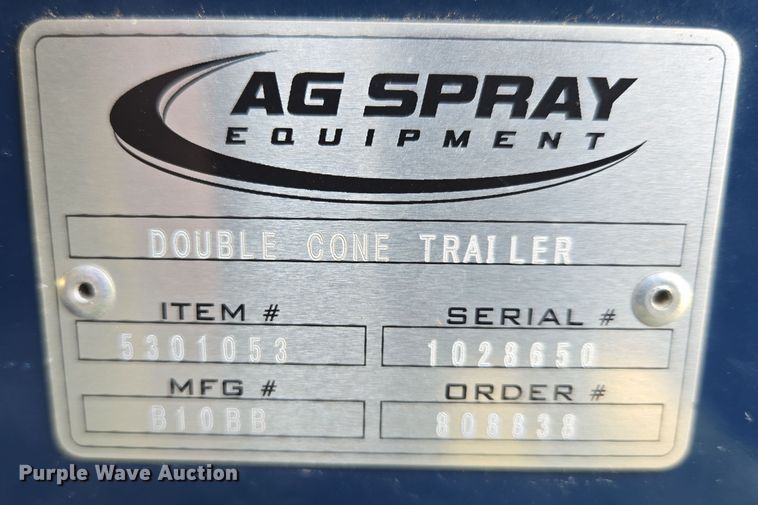 AG SPRAY
EQUIPMENT
DOUBLE CONE TRAILER
ITEM # SERIAL #
5301053 1028650
MFG # ORDER #
B10BB 808838
Purple Wave Auction